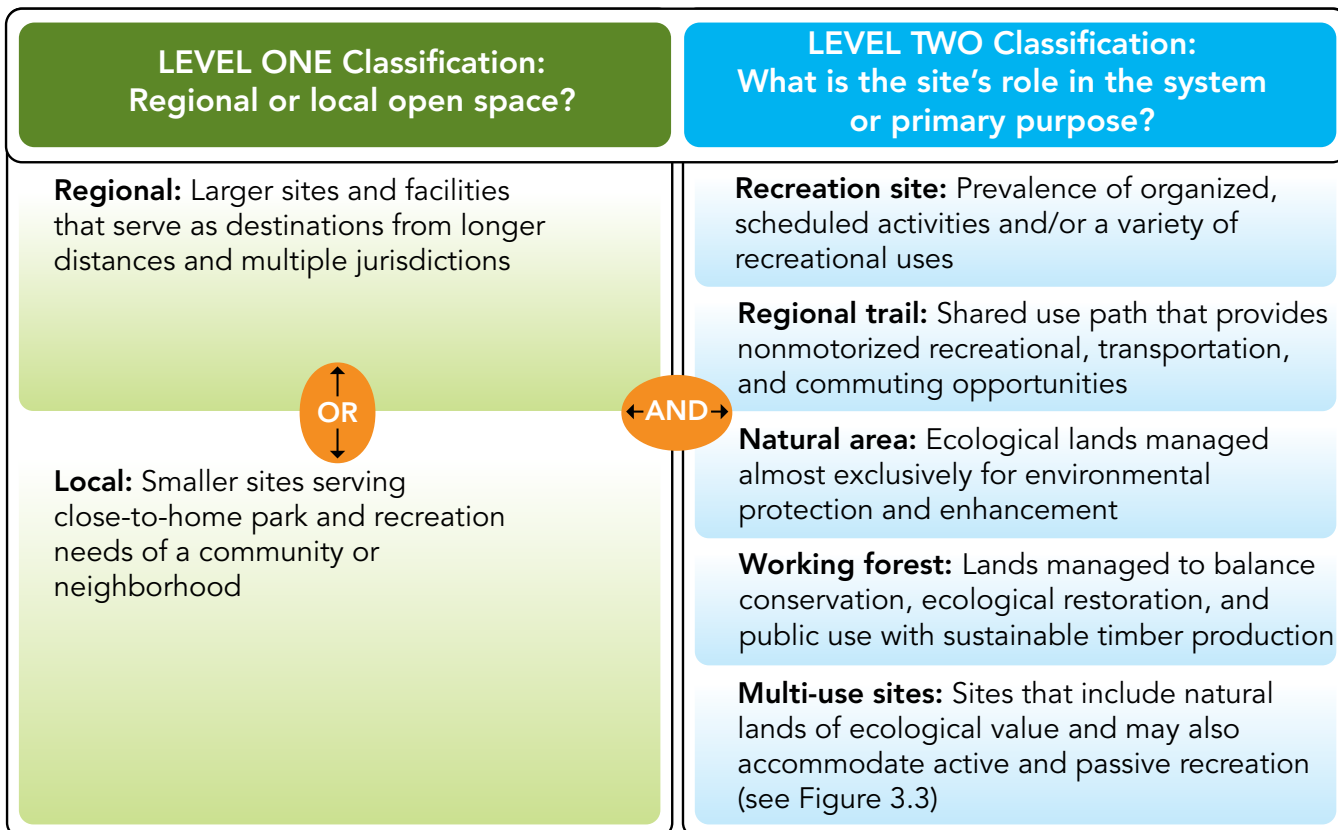 LEVEL ONE Classification:
Regional or local open space?
Regional: Larger sites and facilities
that serve as destinations from longer
distances and multiple jurisdictions
OR
Local: Smaller sites serving
close-to-home park and recreation
needs of a community or
neighborhood
AND
LEVEL TWO Classification:
What is the site's role in the system
or primary purpose?
Recreation site: Prevalence of organized,
scheduled activities and/or a variety of
recreational uses
Regional trail: Shared use path that provides
nonmotorized recreational, transportation,
and commuting opportunities
Natural area: Ecological lands managed
almost exclusively for environmental
protection and enhancement
Working forest: Lands managed to balance
conservation, ecological restoration, and
public use with sustainable timber production
Multi-use sites: Sites that include natural
lands of ecological value and may also
accommodate active and passive recreation
(see Figure 3.3)